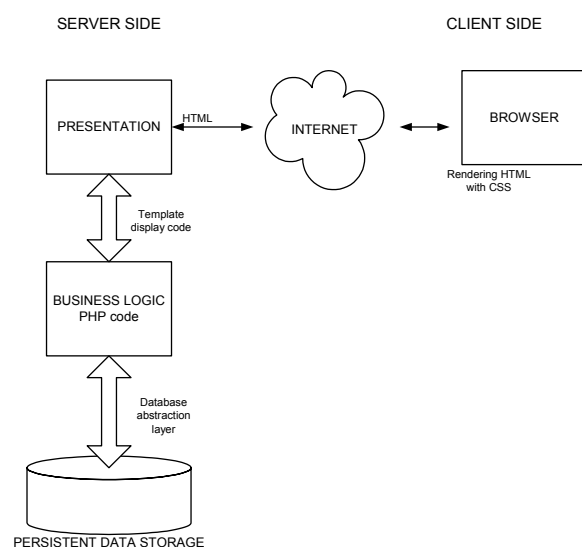 SERVER SIDE
CLIENT SIDE
PRESENTATION
HTML
INTERNET
BROWSER
Rendering HTML
with CSS
Template
display code
BUSINESS LOGIC
PHP code
Database
abstraction
layer
PERSISTENT DATA STORAGE